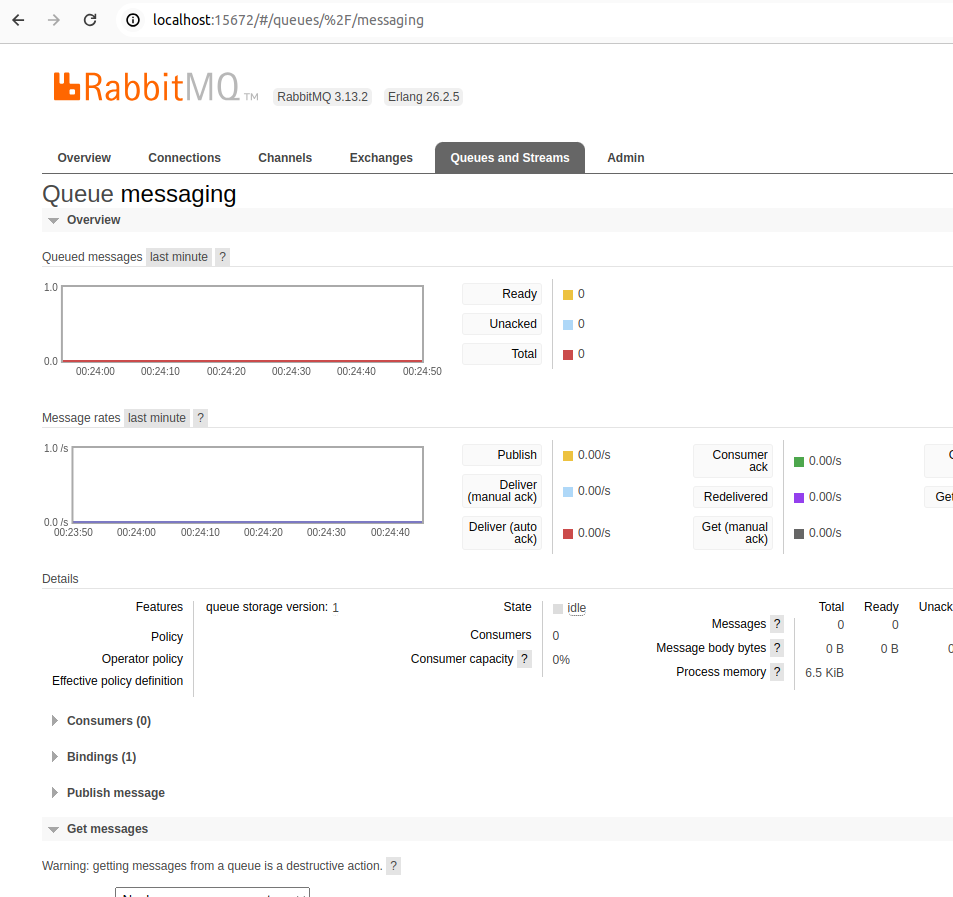 localhost:15672/#/queues/%2F/messaging
RabbitMQ TM RabbitMQ 3.13.2 Erlang 26.2.5
Overview Connections Channels Exchanges Queues and Streams Admin
Queue messaging
Overview
Queued messages last minute ?
1.0
0.0
00:24:00 00:24:10 00:24:20 00:24:30 00:24:40 00:24:50
Ready 0
Unacked 0
Total 0
Message rates last minute ?
1.0 /s
0.0 /s
00:23:50 00:24:00 00:24:10 00:24:20 00:24:30 00:24:40
Publish 0.00/s
Deliver
(manual ack) 0.00/s
Deliver (auto
ack) 0.00/s
Consumer
ack 0.00/s
Redelivered 0.00/s
Get (manual
ack) 0.00/s
Get
Details
Features queue storage version: 1
Policy
Operator policy
Effective policy definition
State idle
Consumers 0
Consumer capacity ? 0%
Total Ready Unack
Messages ? 0 0
Message body bytes ? 0 B 0 B 0
Process memory ? 6.5 KiB
Consumers (0)
Bindings (1)
Publish message
Get messages
Warning: getting messages from a queue is a destructive action. ?